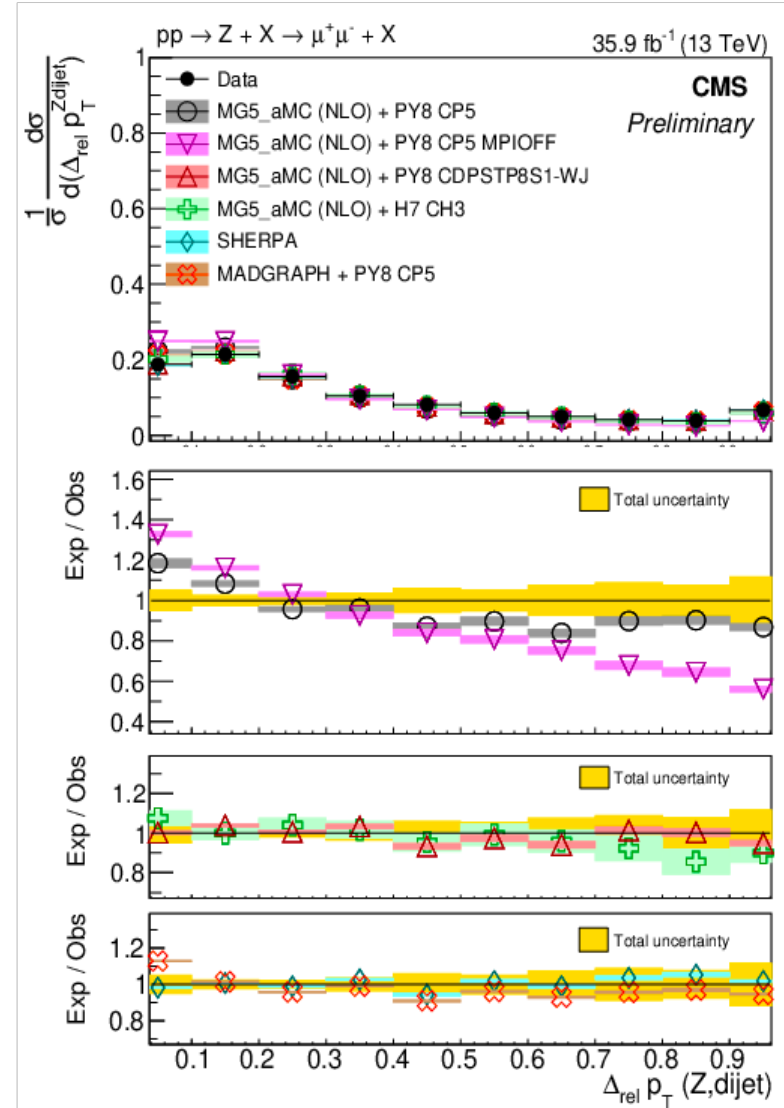 pp → Z + X → μ⁺μ⁻ + X
35.9 fb⁻¹ (13 TeV)
1/σ dσ/d(Δ_rel p_T^Zdijet)
1
0.8
0.6
0.4
0.2
0
CMS
Preliminary
Data
MG5_aMC (NLO) + PY8 CP5
MG5_aMC (NLO) + PY8 CP5 MPIOFF
MG5_aMC (NLO) + PY8 CDPSTP8S1-WJ
MG5_aMC (NLO) + H7 CH3
SHERPA
MADGRAPH + PY8 CP5
Exp / Obs
1.6
1.4
1.2
1
0.8
0.6
0.4
Total uncertainty
Exp / Obs
1.2
1
0.8
Total uncertainty
Exp / Obs
1.2
1
0.8
Total uncertainty
0.1 0.2 0.3 0.4 0.5 0.6 0.7 0.8 0.9
Δ_rel p_T (Z,dijet)